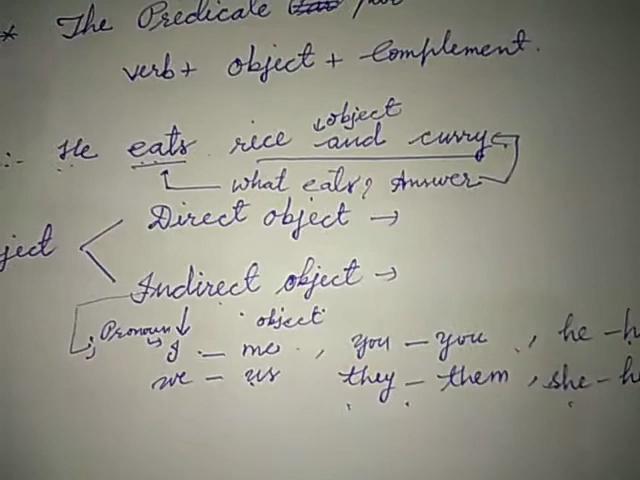 * The Predicate
verb + object + Complement.
↓object
:- He eats rice and curry
what eats? Answer
Direct object →
ject
Indirect object →
Pronoun ↓ object
I - me , you - you , he - h
we - us they - them , she - h